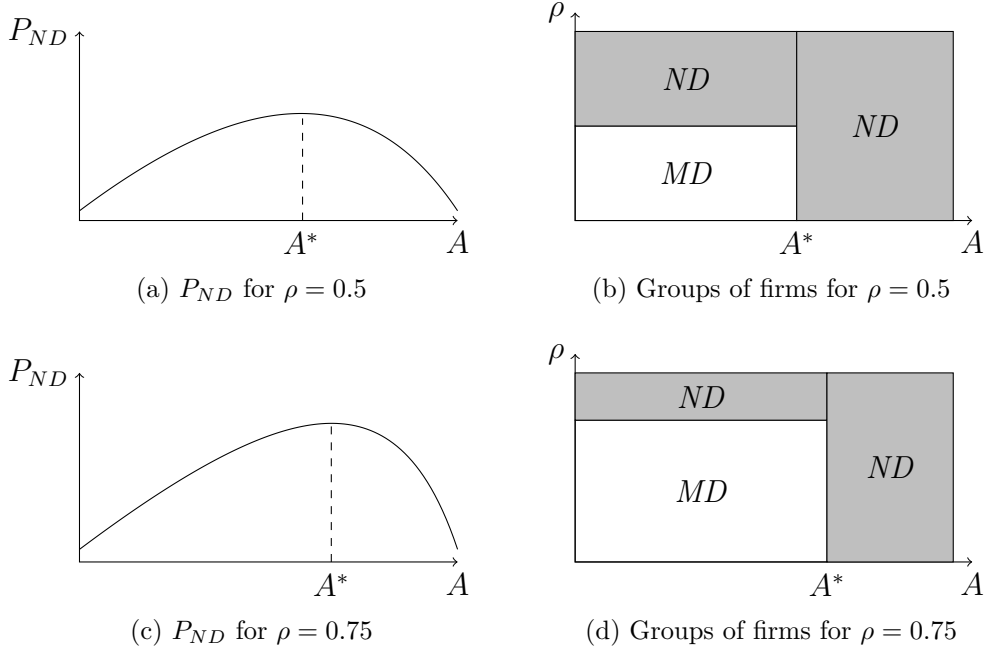 P_ND
A*
A
(a) P_ND for ρ = 0.5
ρ
ND
ND
MD
A*
A
(b) Groups of firms for ρ = 0.5
P_ND
A*
A
(c) P_ND for ρ = 0.75
ρ
ND
ND
MD
A*
A
(d) Groups of firms for ρ = 0.75